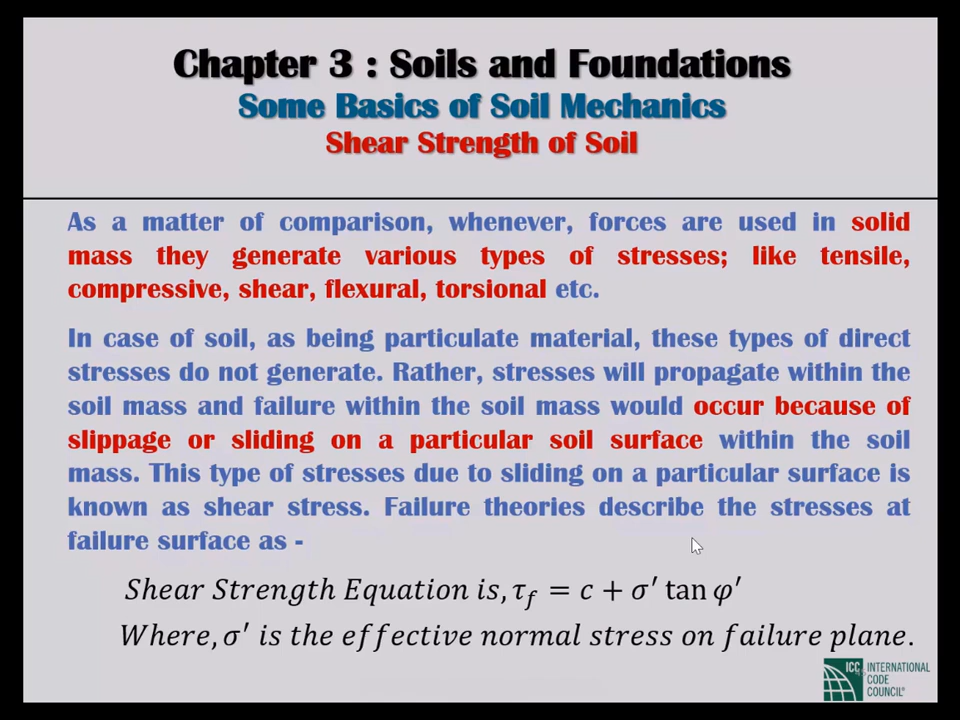 Chapter 3 : Soils and Foundations
Some Basics of Soil Mechanics
Shear Strength of Soil
As a matter of comparison, whenever, forces are used in solid
mass they generate various types of stresses; like tensile,
compressive, shear, flexural, torsional etc.
In case of soil, as being particulate material, these types of direct
stresses do not generate. Rather, stresses will propagate within the
soil mass and failure within the soil mass would occur because of
slippage or sliding on a particular soil surface within the soil
mass. This type of stresses due to sliding on a particular surface is
known as shear stress. Failure theories describe the stresses at
failure surface as -
Shear Strength Equation is, τf = c + σ′ tan φ′
Where, σ′ is the effective normal stress on failure plane.
ICC INTERNATIONAL
CODE
COUNCIL®